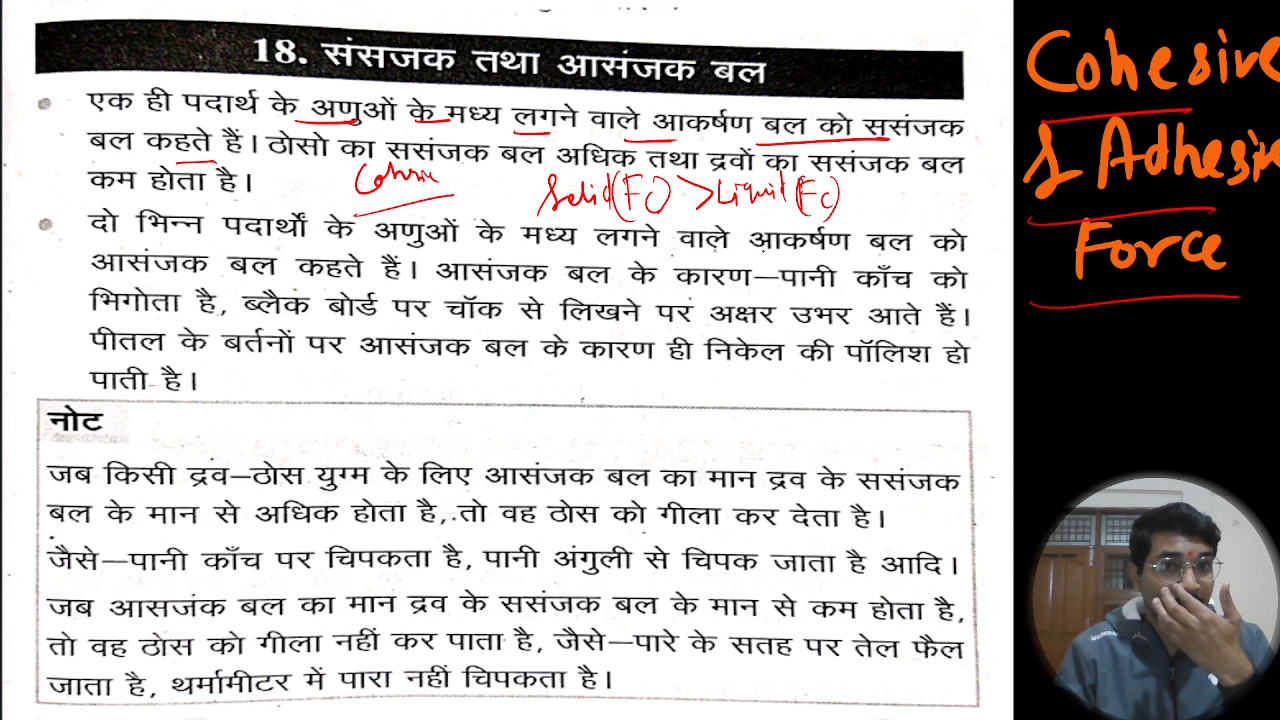 18. संसजक तथा आसंजक बल
एक ही पदार्थ के अणुओं के मध्य लगने वाले आकर्षण बल को ससंजक
बल कहते हैं। ठोसो का ससंजक बल अधिक तथा द्रवों का ससंजक बल
कम होता है।
Solid(FC) > Liquid(FC)
दो भिन्न पदार्थों के अणुओं के मध्य लगने वाले आकर्षण बल को
आसंजक बल कहते हैं। आसंजक बल के कारण–पानी काँच को
भिगोता है, ब्लैक बोर्ड पर चॉक से लिखने पर अक्षर उभर आते हैं।
पीतल के बर्तनों पर आसंजक बल के कारण ही निकेल की पॉलिश हो
पाती है।
नोट
जब किसी द्रव–ठोस युग्म के लिए आसंजक बल का मान द्रव के ससंजक
बल के मान से अधिक होता है, तो वह ठोस को गीला कर देता है।
जैसे–पानी काँच पर चिपकता है, पानी अंगुली से चिपक जाता है आदि।
जब आसजंक बल का मान द्रव के ससंजक बल के मान से कम होता है,
तो वह ठोस को गीला नहीं कर पाता है, जैसे–पारे के सतह पर तेल फैल
जाता है, थर्मामीटर में पारा नहीं चिपकता है।
Cohesive
& Adhesive
Force